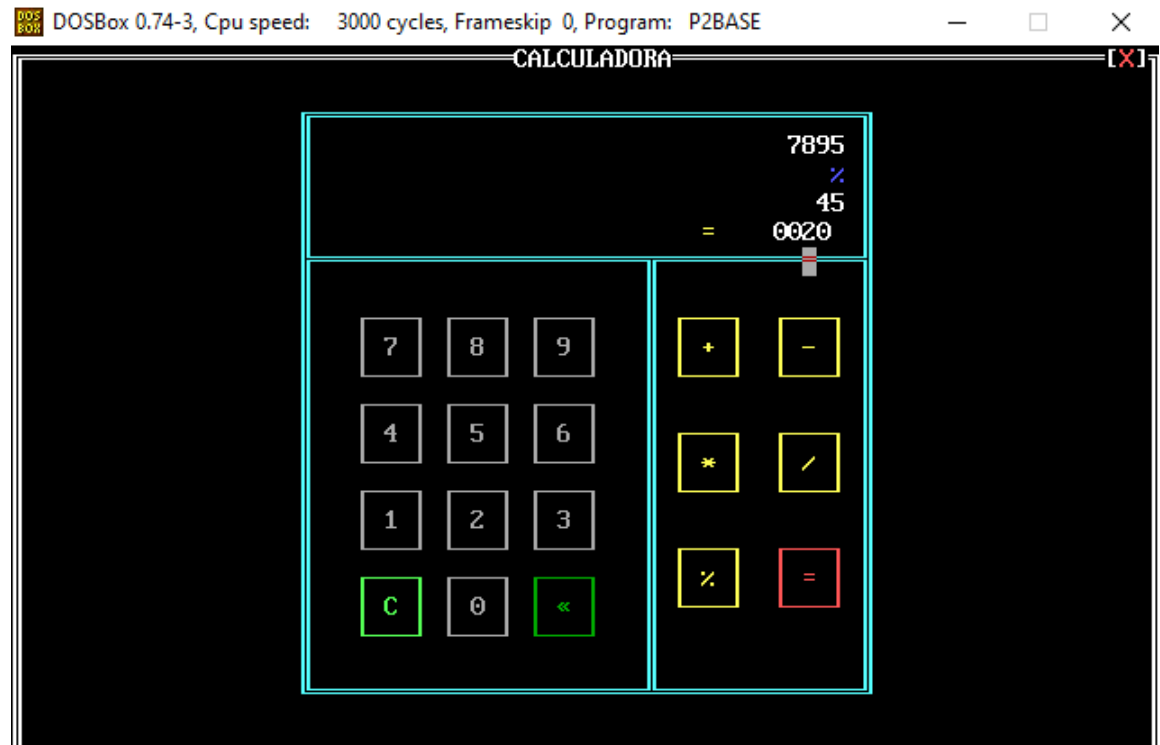 DOSBox 0.74-3, Cpu speed: 3000 cycles, Frameskip 0, Program: P2BASE
CALCULADORA [X]
7895
%
45
= 0020
=
7 8 9 + -
4 5 6 * /
1 2 3
C 0 « % =